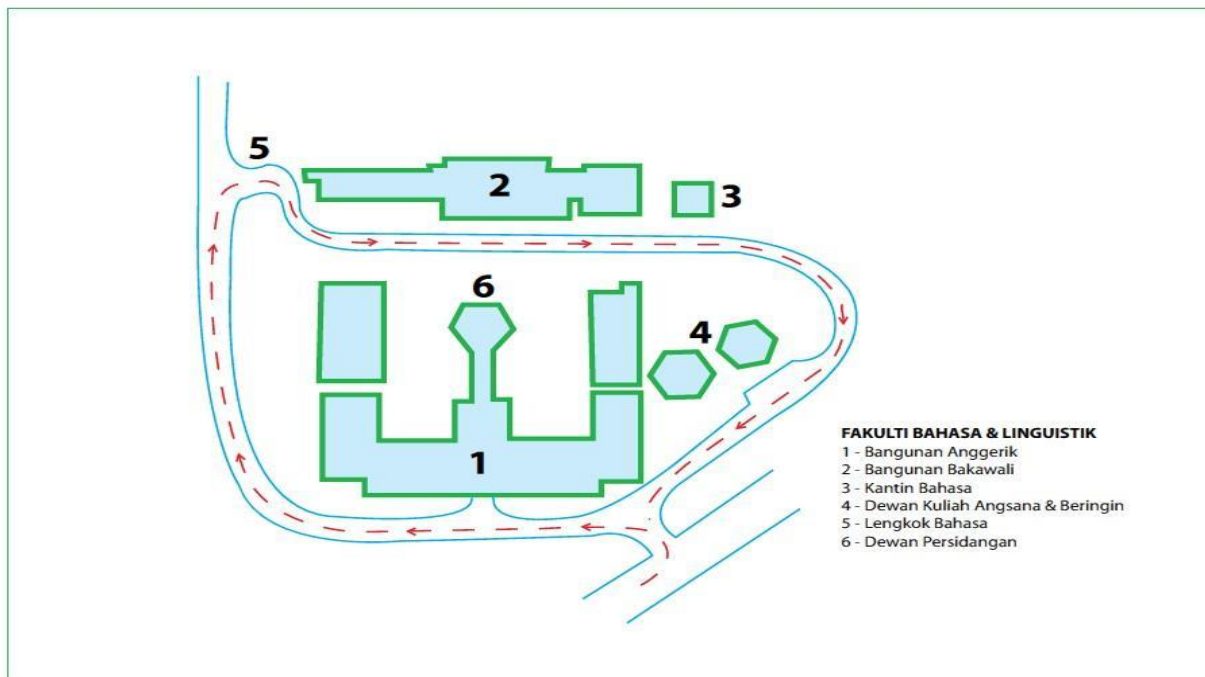 5
2
3
6
4
1
FAKULTI BAHASA & LINGUISTIK
1 - Bangunan Anggerik
2 - Bangunan Bakawali
3 - Kantin Bahasa
4 - Dewan Kuliah Angsana & Beringin
5 - Lengkok Bahasa
6 - Dewan Persidangan